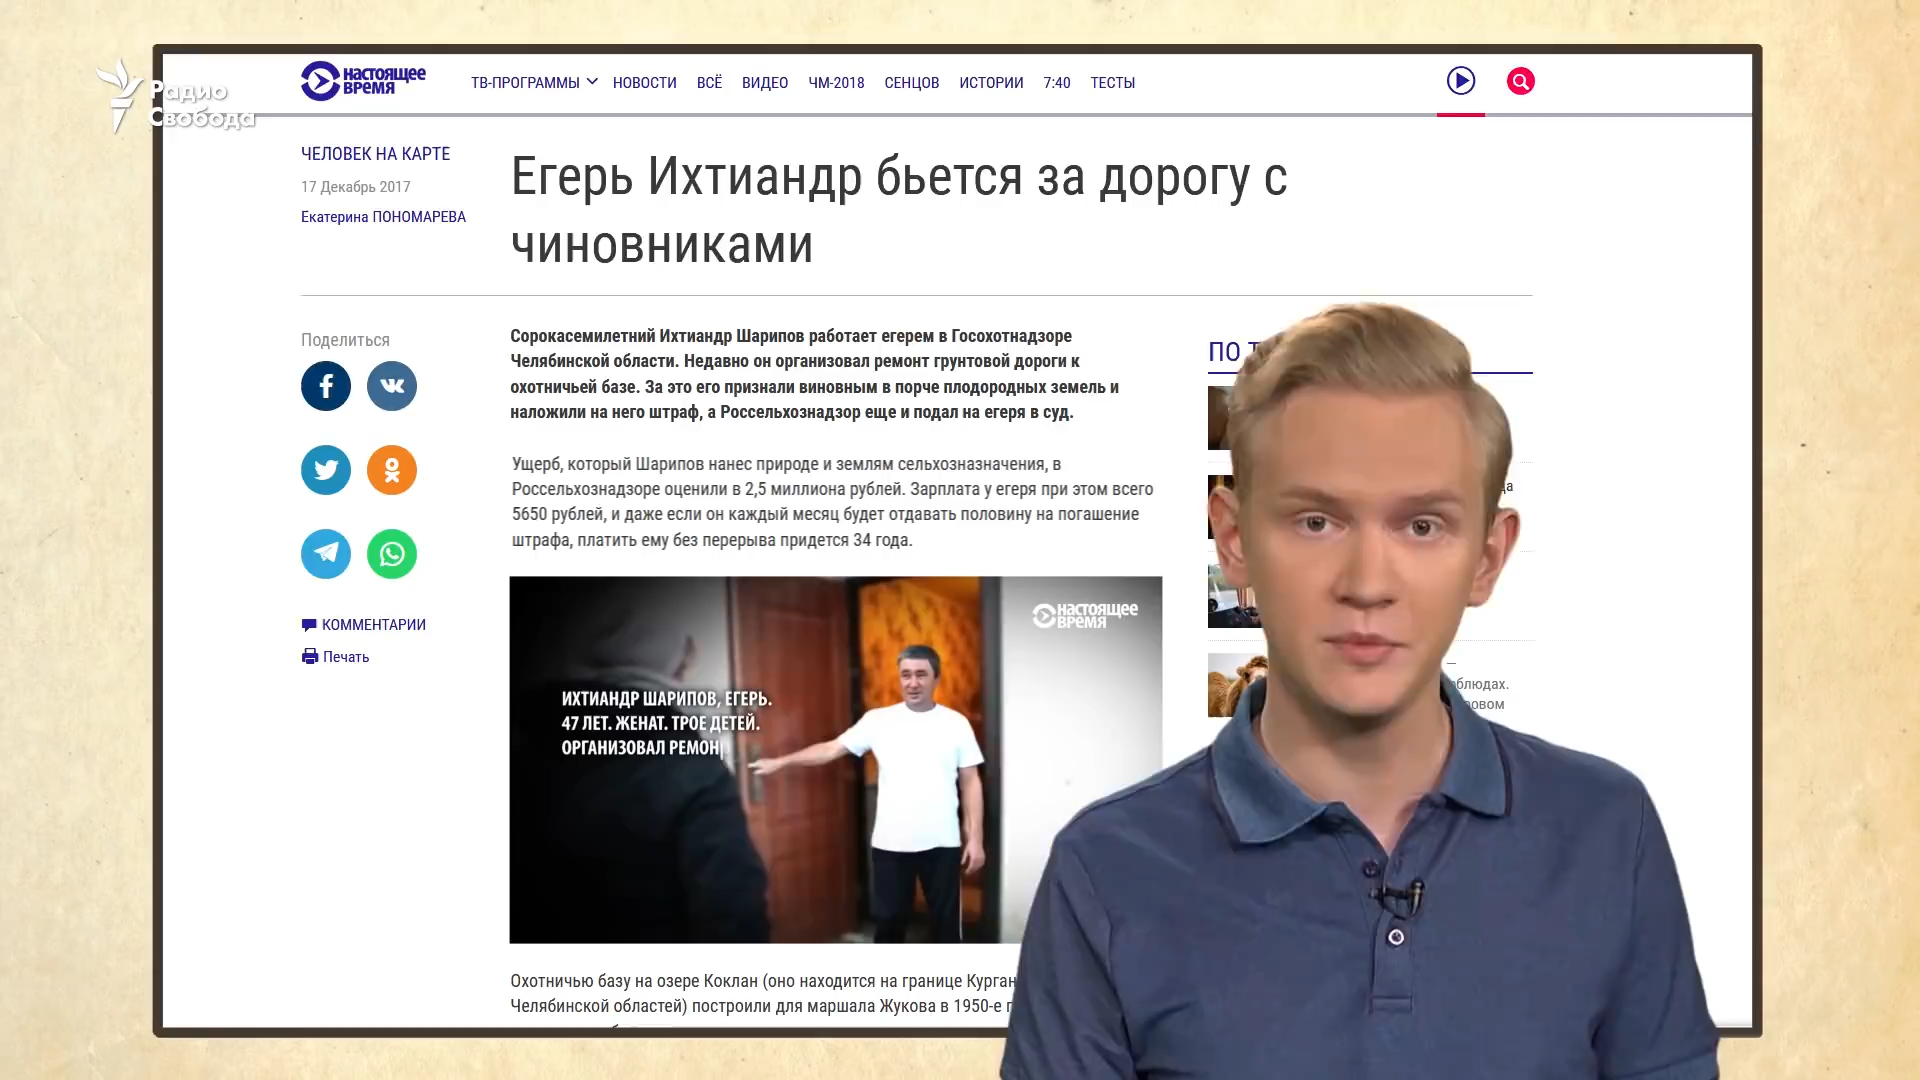 Радио
Свобода
НАСТОЯЩЕЕ
ВРЕМЯ
ТВ-ПРОГРАММЫ НОВОСТИ ВСЁ ВИДЕО ЧМ-2018 СЕНЦОВ ИСТОРИИ 7:40 ТЕСТЫ
ЧЕЛОВЕК НА КАРТЕ
17 Декабрь 2017
Екатерина ПОНОМАРЕВА
Егерь Ихтиандр бьется за дорогу с
чиновниками
Поделиться
КОММЕНТАРИИ
Печать
Сорокасемилетний Ихтиандр Шарипов работает егерем в Госохотнадзоре
Челябинской области. Недавно он организовал ремонт грунтовой дороги к
охотничьей базе. За это его признали виновным в порче плодородных земель и
наложили на него штраф, а Россельхознадзор еще и подал на егеря в суд.
Ущерб, который Шарипов нанес природе и землям сельхозназначения, в
Россельхознадзоре оценили в 2,5 миллиона рублей. Зарплата у егеря при этом всего
5650 рублей, и даже если он каждый месяц будет отдавать половину на погашение
штрафа, платить ему без перерыва придется 34 года.
НАСТОЯЩЕЕ
ВРЕМЯ
ИХТИАНДР ШАРИПОВ, ЕГЕРЬ.
47 ЛЕТ. ЖЕНАТ. ТРОЕ ДЕТЕЙ.
ОРГАНИЗОВАЛ РЕМОН
Охотничью базу на озере Коклан (оно находится на границе Курган
Челябинской областей) построили для маршала Жукова в 1950-е
ПО